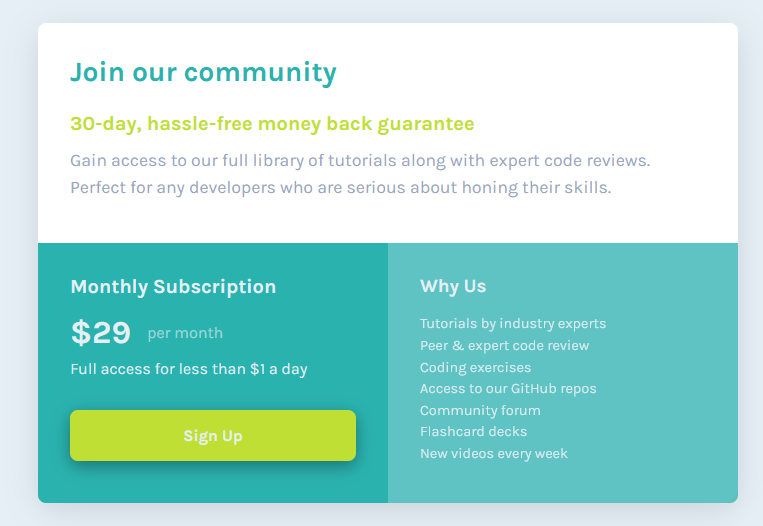 Join our community
30-day, hassle-free money back guarantee
Gain access to our full library of tutorials along with expert code reviews.
Perfect for any developers who are serious about honing their skills.
Monthly Subscription
$29 per month
Full access for less than $1 a day
Sign Up
Why Us
Tutorials by industry experts
Peer & expert code review
Coding exercises
Access to our GitHub repos
Community forum
Flashcard decks
New videos every week